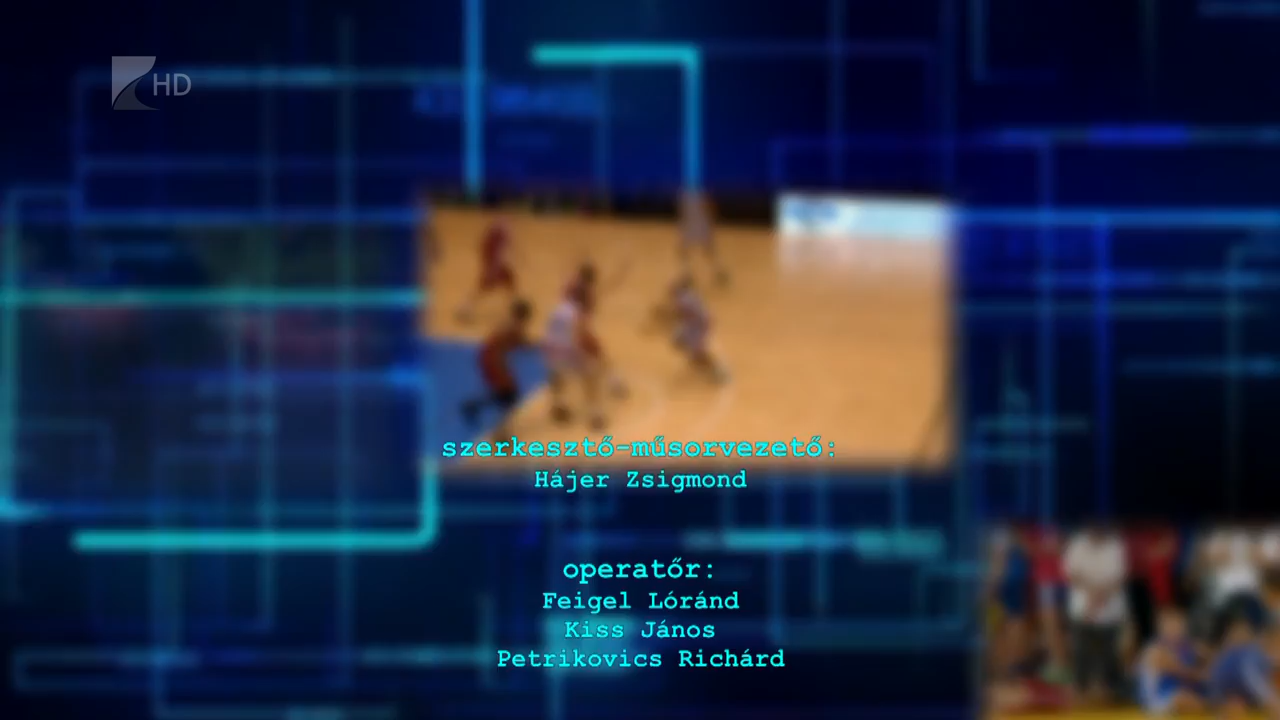 HD
szerkesztő-műsorvezető:
Hájer Zsigmond
operatőr:
Feigel Lóránd
Kiss János
Petrikovics Richárd